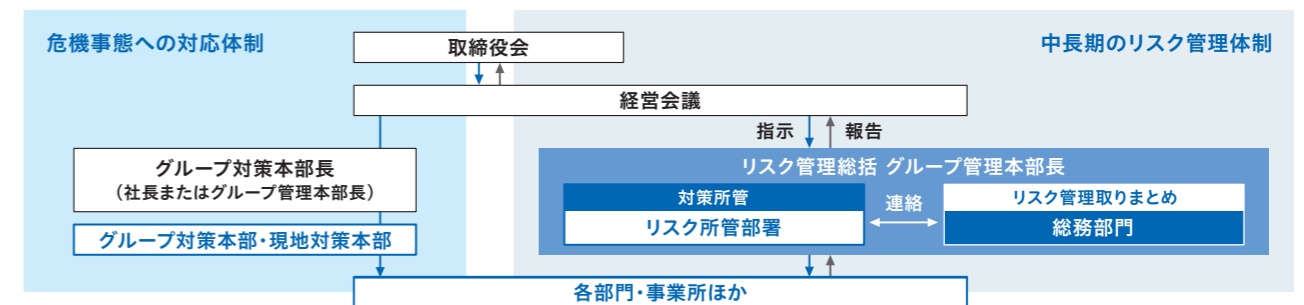 危機事態への対応体制
中長期のリスク管理体制
取締役会
経営会議
指示
報告
グループ対策本部長
（社長またはグループ管理本部長）
グループ対策本部・現地対策本部
リスク管理総括 グループ管理本部長
対策所管
リスク所管部署
連絡
リスク管理取りまとめ
総務部門
各部門・事業所ほか